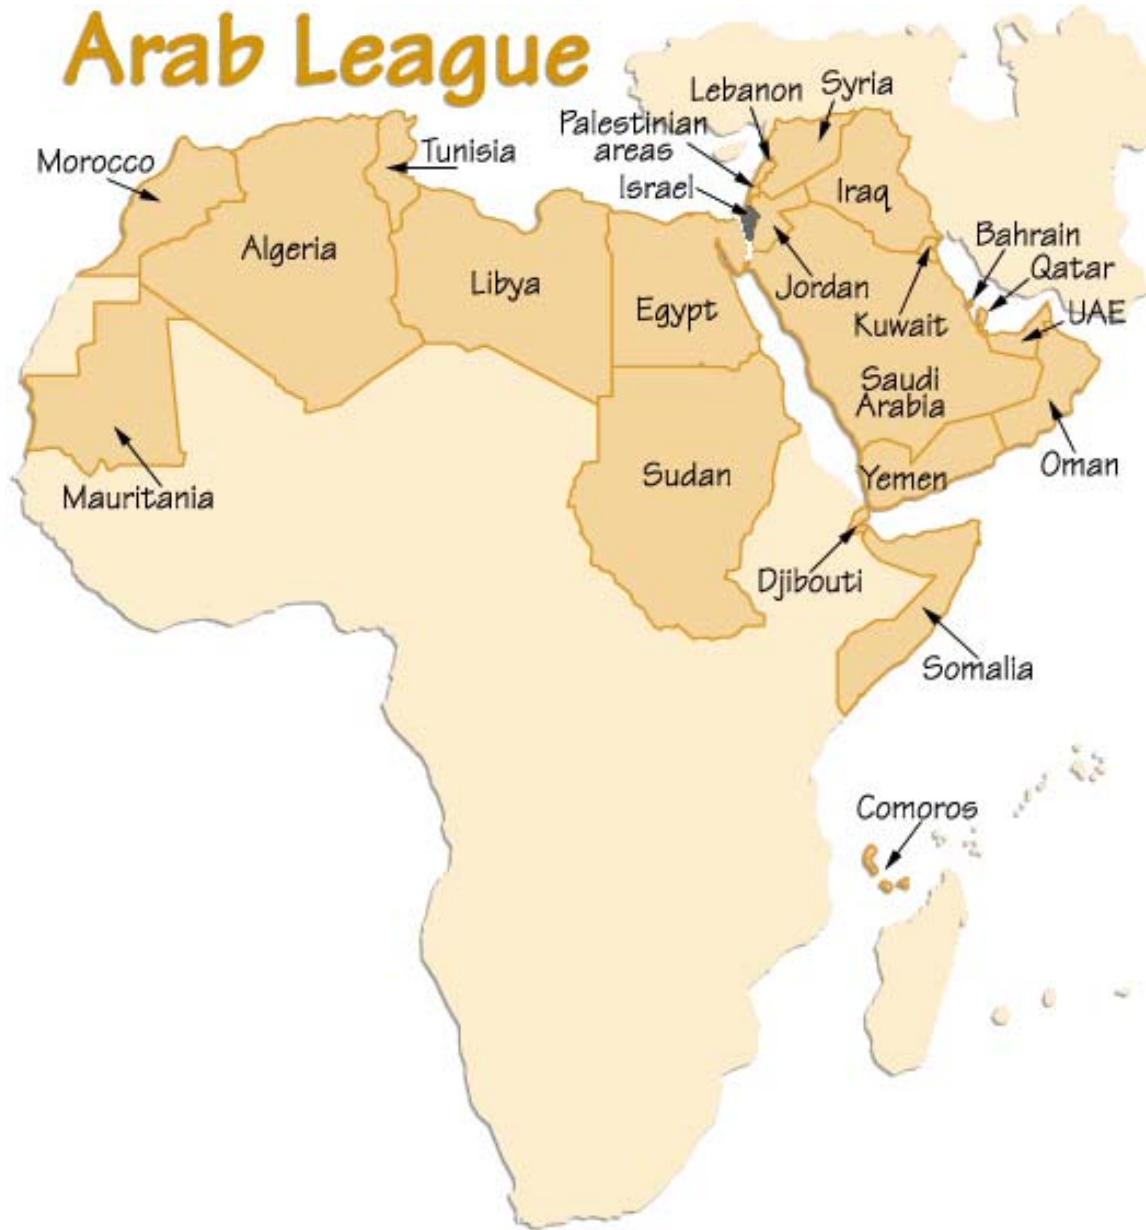 Arab League
Lebanon
Syria
Palestinian
areas
Morocco
Tunisia
Israel
Iraq
Algeria
Bahrain
Libya
Qatar
Jordan
Egypt
UAE
Kuwait
Saudi
Arabia
Oman
Sudan
Yemen
Mauritania
Djibouti
Somalia
Comoros